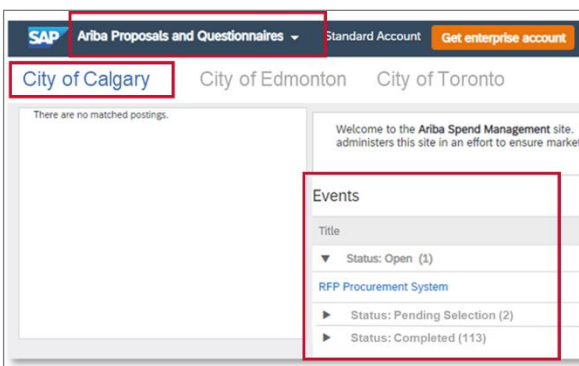 SAP Ariba Proposals and Questionnaires Standard Account Get enterprise account
City of Calgary City of Edmonton City of Toronto
There are no matched postings.
Welcome to the Ariba Spend Management site.
administers this site in an effort to ensure market
Events
Title
Status: Open (1)
RFP Procurement System
Status: Pending Selection (2)
Status: Completed (113)